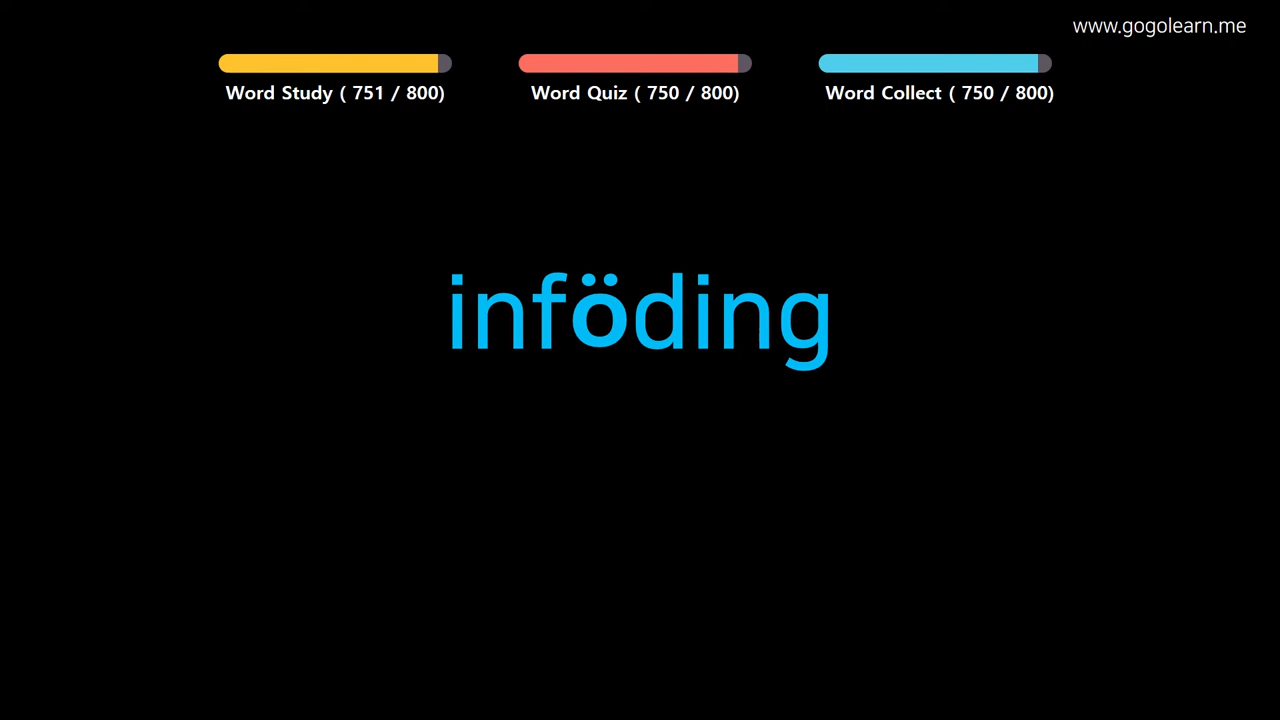 www.gogolearn.me
Word Study ( 751 / 800)
Word Quiz ( 750 / 800)
Word Collect ( 750 / 800)
inföding